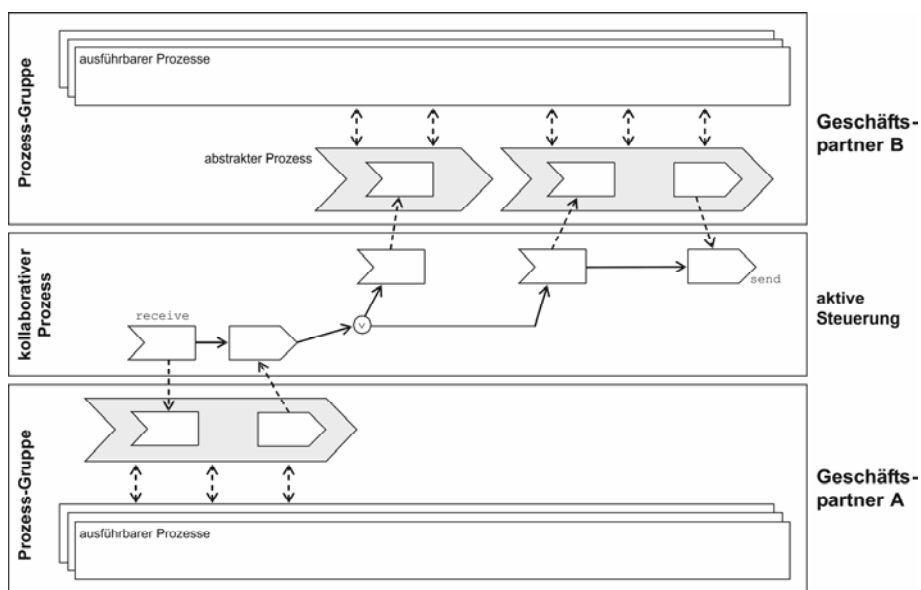 Prozess-Gruppe
ausführbarer Prozesse
abstrakter Prozess
Geschäfts-
partner B
kollaborativer
Prozess
receive
v
send
aktive
Steuerung
Prozess-Gruppe
ausführbarer Prozesse
Geschäfts-
partner A